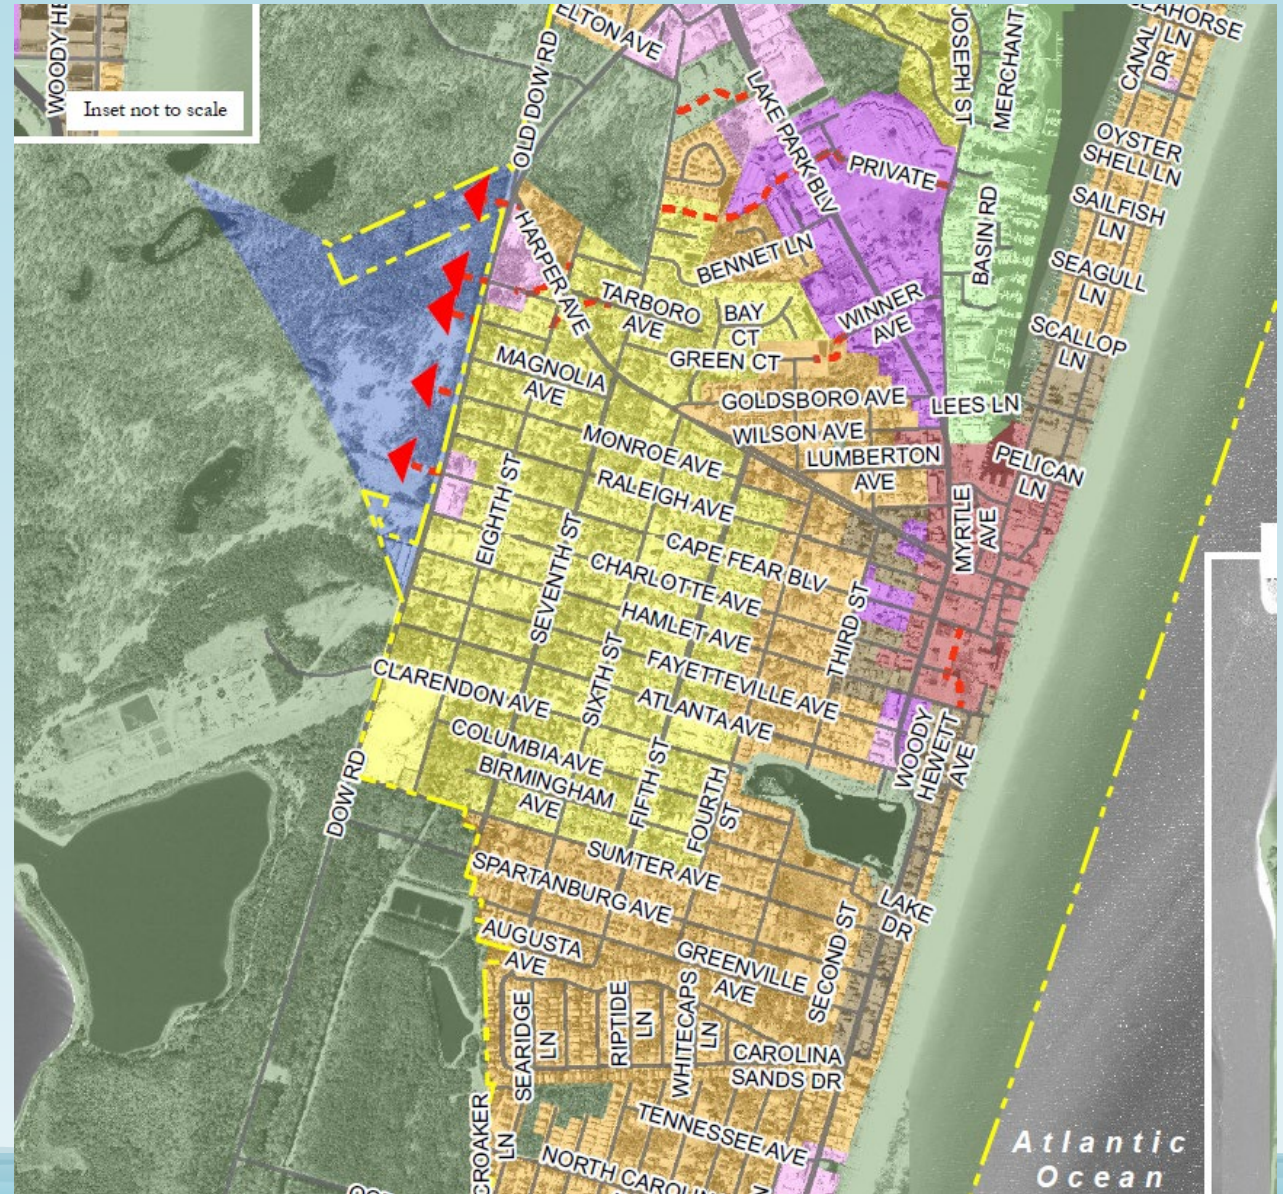 WOODY HE
Inset not to scale
ELTON AVE
OLD DOW RD
LAKE PARK BLV
JOSEPH ST
MERCHANT
CANAL
DR
AHORSE
LN
OYSTER
SHELL LN
SAILFISH
LN
SEAGULL
LN
SCALLOP
LN
PRIVATE
BASIN RD
HARPER AVE
BENNET LN
TARBORO
AVE
BAY
CT
WINNER
AVE
GREEN CT
MAGNOLIA
AVE
GOLDSBORO AVE
LEES LN
WILSON AVE
MONROE AVE
LUMBERTON
AVE
PELICAN
LN
RALEIGH AVE
MYRTLE
AVE
EIGHTH ST
SEVENTH ST
CAPE FEAR BLV
CHARLOTTE AVE
THIRD ST
HAMLET AVE
SIXTH ST
FAYETTEVILLE AVE
CLARENDON AVE
ATLANTA AVE
COLUMBIA AVE
WOODY
HEWETT
AVE
BIRMINGHAM
AVE
FIFTH ST
FOURTH
ST
DOW RD
SUMTER AVE
SPARTANBURG AVE
LAKE
DR
AUGUSTA
AVE
GREENVILLE
AVE
SECOND ST
SEARIDGE
LN
RIPTIDE
LN
WHITECAPS
LN
CAROLINA
SANDS DR
CROAKER
LN
TENNESSEE AVE
NORTH CAROLIN
Atlantic
Ocean